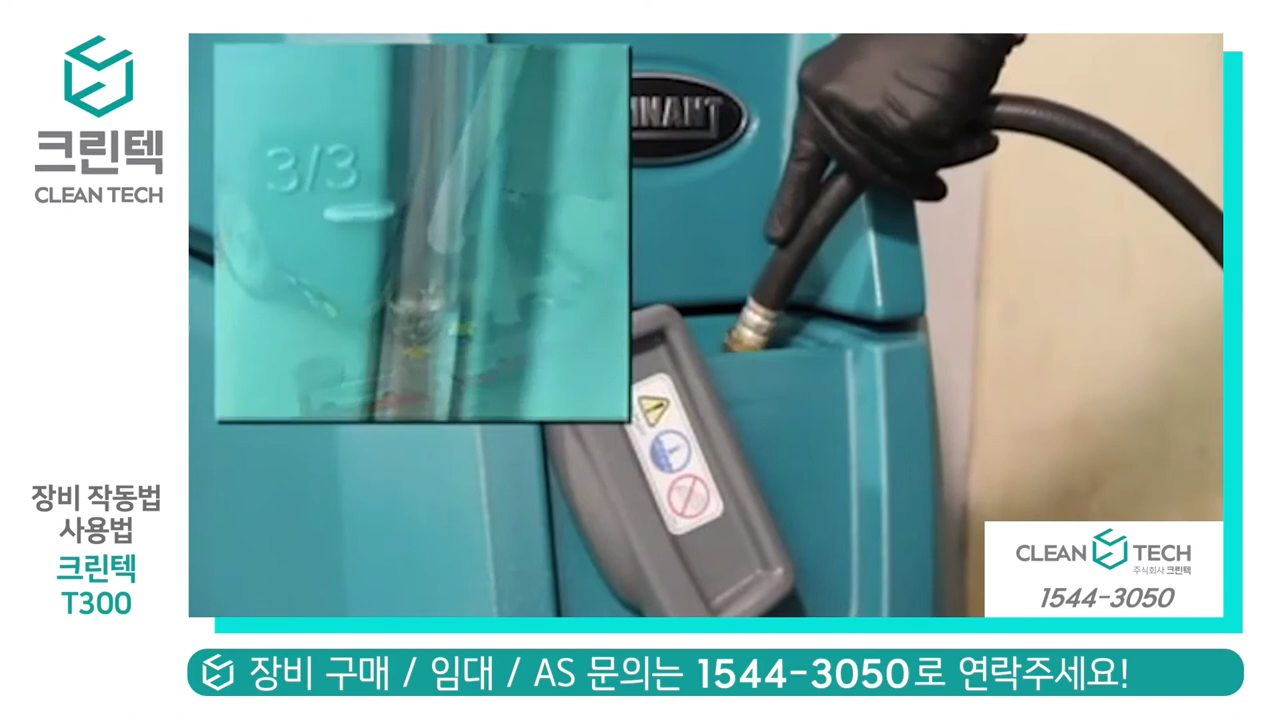 크린텍
CLEAN TECH
3/3
장비 작동법
사용법
크린텍
T300
CLEAN TECH
주식회사 크린텍
1544-3050
장비 구매 / 임대 / AS 문의는 1544-3050로 연락주세요!